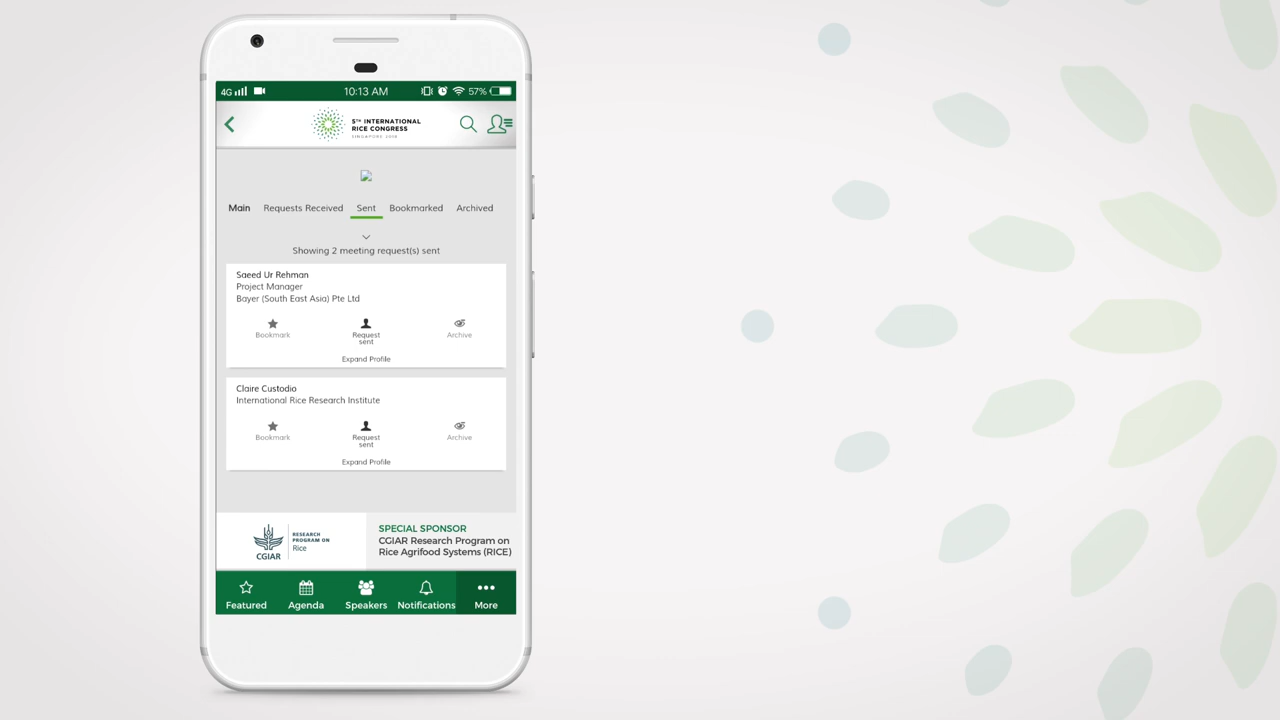 4G 10:13 AM 57%
5TH INTERNATIONAL
RICE CONGRESS
SINGAPORE 2018
Main Requests Received Sent Bookmarked Archived
Showing 2 meeting request(s) sent
Saeed Ur Rehman
Project Manager
Bayer (South East Asia) Pte Ltd
Bookmark Request sent Archive
Expand Profile
Claire Custodio
International Rice Research Institute
Bookmark Request sent Archive
Expand Profile
CGIAR
RESEARCH
PROGRAM ON
Rice
SPECIAL SPONSOR
CGIAR Research Program on
Rice Agrifood Systems (RICE)
Featured Agenda Speakers Notifications More